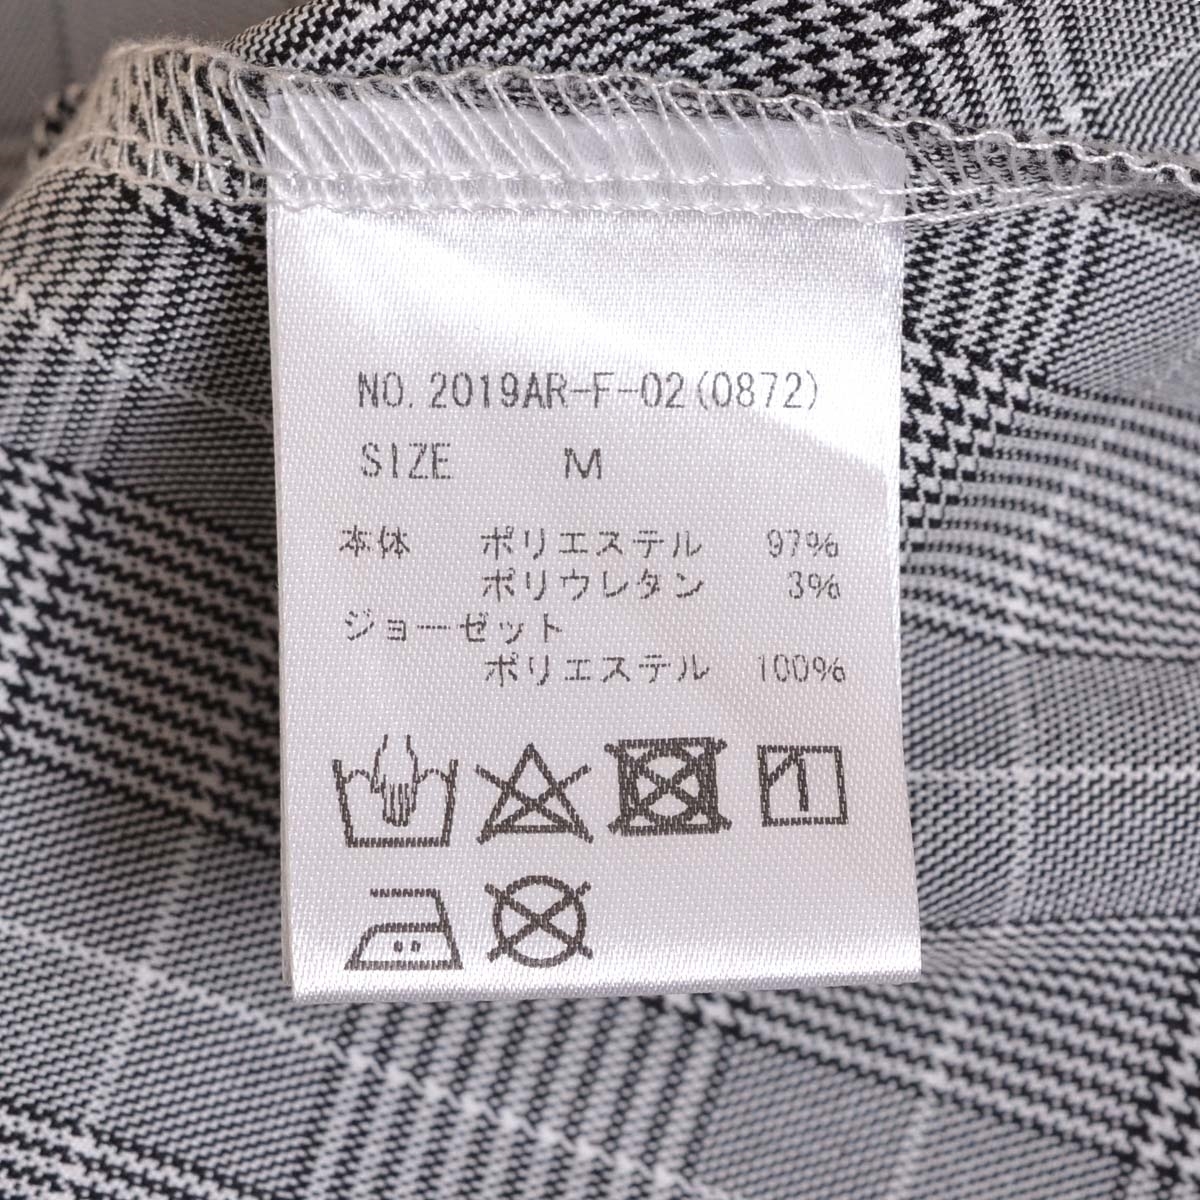 NO. 2019AR-F-02(0872)
SIZE M
本体 ポリエステル 97%
ポリウレタン 3%
ジョーゼット
ポリエステル 100%